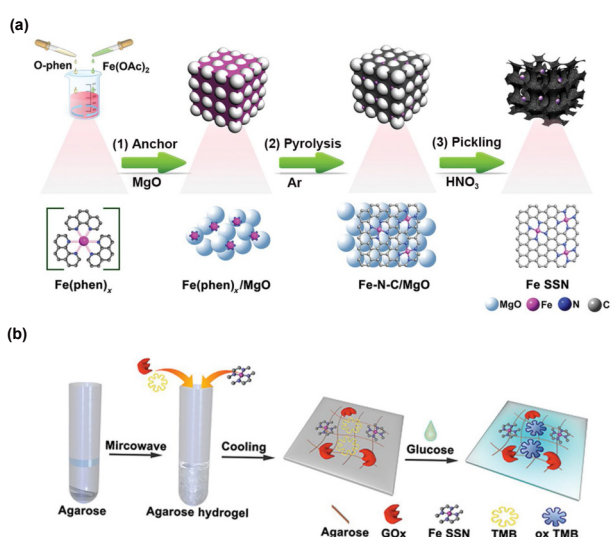 (a)
O-phen
Fe(OAc)2
(1) Anchor
MgO
(2) Pyrolysis
Ar
(3) Pickling
HNO3
Fe(phen)x
Fe(phen)x/MgO
Fe-N-C/MgO
Fe SSN
MgO Fe N C
(b)
Mircowave
Cooling
Glucose
Agarose
Agarose hydrogel
Agarose GOx Fe SSN TMB ox TMB